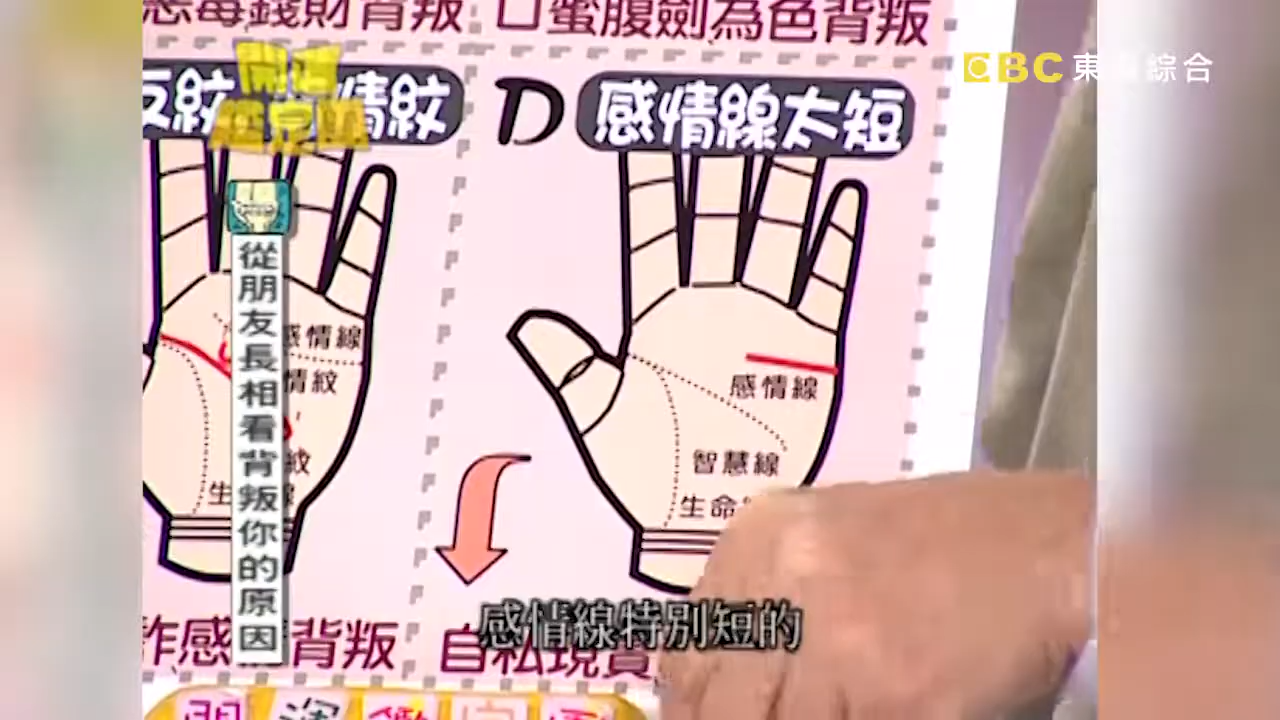 錢財背叛
口蜜腹劍為色背叛
EBC 東 綜合
情紋
D
感情線太短
感情線
情紋
紋
生
從朋友長相看背叛你的原因
感情線
智慧線
生命
背叛
自私現實
感情線特別短的